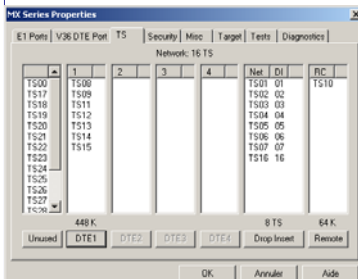 MX Series Properties
E1 Ports V36 DTE Port TS Security Misc Target Tests Diagnostics
Network: 16 TS
1 2 3 4 Net DI RC
TS00 TS08 TS01 01 TS10
TS17 TS09 TS02 02
TS18 TS11 TS03 03
TS19 TS12 TS04 04
TS20 TS13 TS05 05
TS21 TS14 TS06 06
TS22 TS15 TS07 07
TS23 TS16 16
TS24
TS25
TS26
TS27
TS28
448 K 8 TS 64 K
Unused DTE1 DTE2 DTE3 DTE4 Drop Insert Remote
OK Annuler Aide